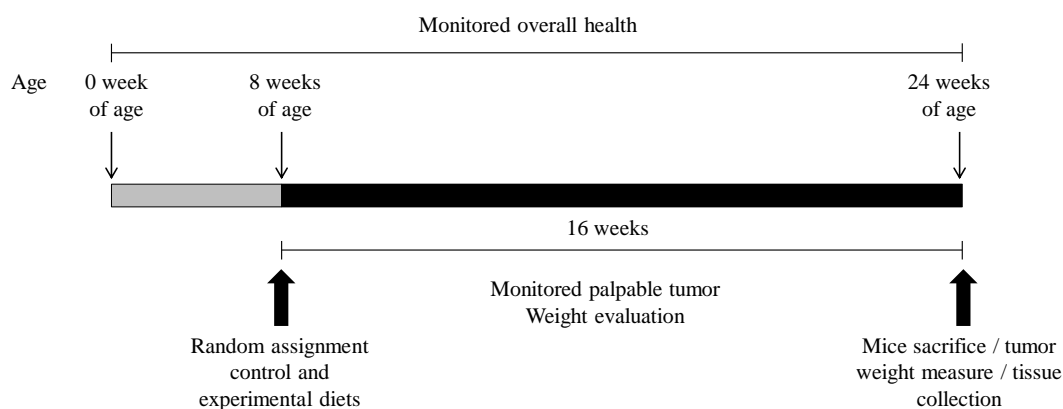 Monitored overall health
Age
0 week
of age
8 weeks
of age
24 weeks
of age
16 weeks
Monitored palpable tumor
Weight evaluation
Random assignment
control and
experimental diets
Mice sacrifice / tumor
weight measure / tissue
collection